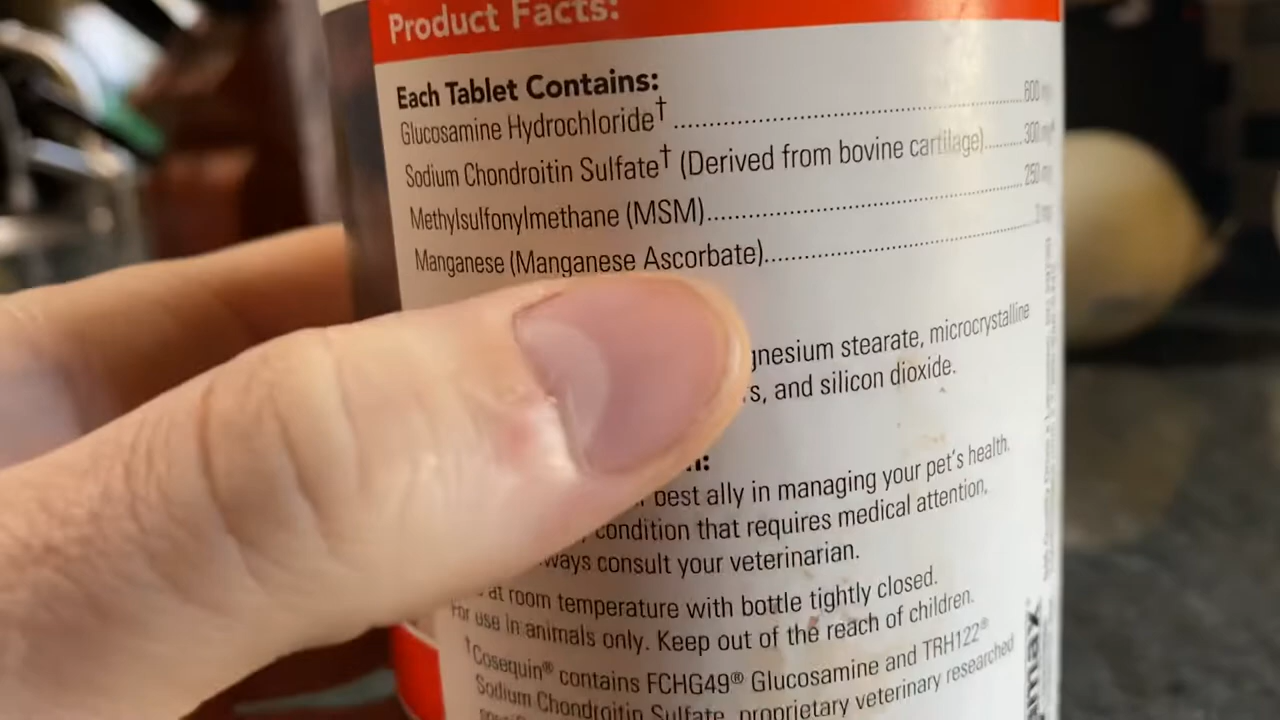 Product Facts:
Each Tablet Contains:
Glucosamine Hydrochloride† ........ 600 mg
Sodium Chondroitin Sulfate† (Derived from bovine cartilage) ........ 300 mg
Methylsulfonylmethane (MSM) ........ 250 mg
Manganese (Manganese Ascorbate) ........ mg
stearate, microcrystalline
and silicon dioxide.
best ally in managing your pet's health.
condition that requires medical attention,
consult your veterinarian.
at room temperature with bottle tightly closed.
For use in animals only. Keep out of the reach of children.
†Cosequin® contains FCHG49® Glucosamine and TRH122®
Sodium Chondroitin Sulfate, proprietary veterinary researched